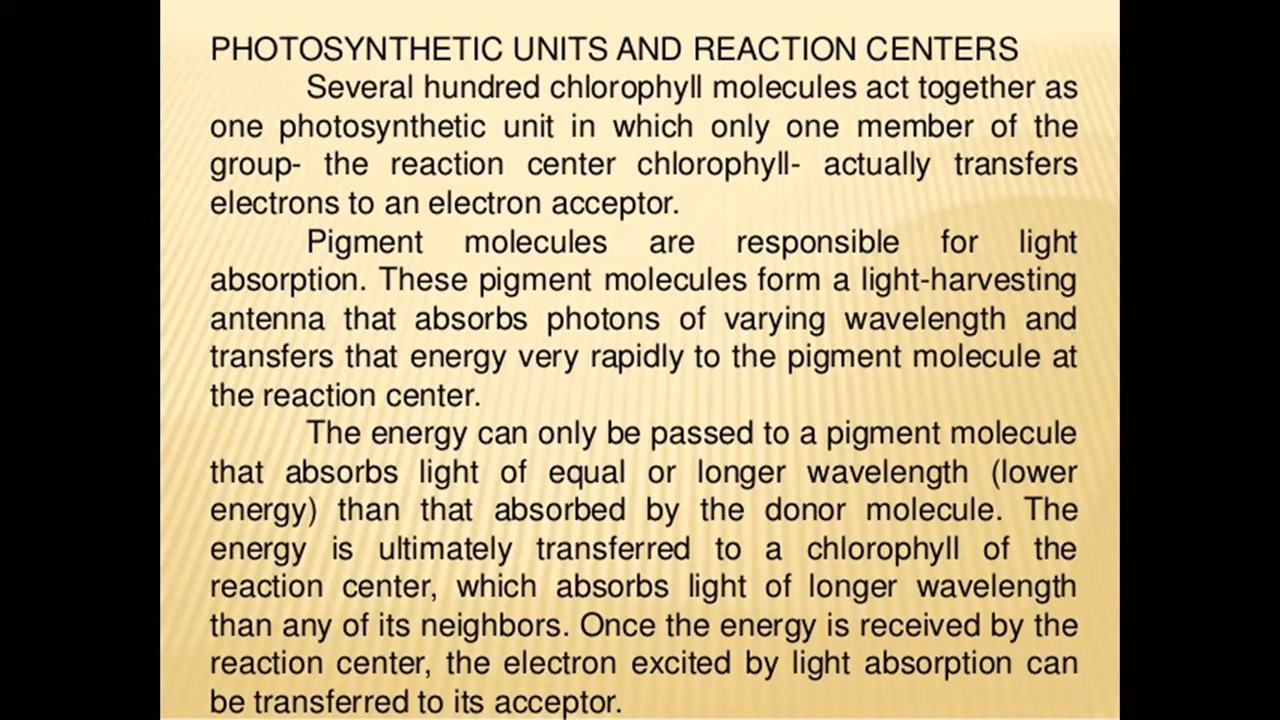 PHOTOSYNTHETIC UNITS AND REACTION CENTERS
Several hundred chlorophyll molecules act together as
one photosynthetic unit in which only one member of the
group- the reaction center chlorophyll- actually transfers
electrons to an electron acceptor.
Pigment molecules are responsible for light
absorption. These pigment molecules form a light-harvesting
antenna that absorbs photons of varying wavelength and
transfers that energy very rapidly to the pigment molecule at
the reaction center.
The energy can only be passed to a pigment molecule
that absorbs light of equal or longer wavelength (lower
energy) than that absorbed by the donor molecule. The
energy is ultimately transferred to a chlorophyll of the
reaction center, which absorbs light of longer wavelength
than any of its neighbors. Once the energy is received by the
reaction center, the electron excited by light absorption can
be transferred to its acceptor.